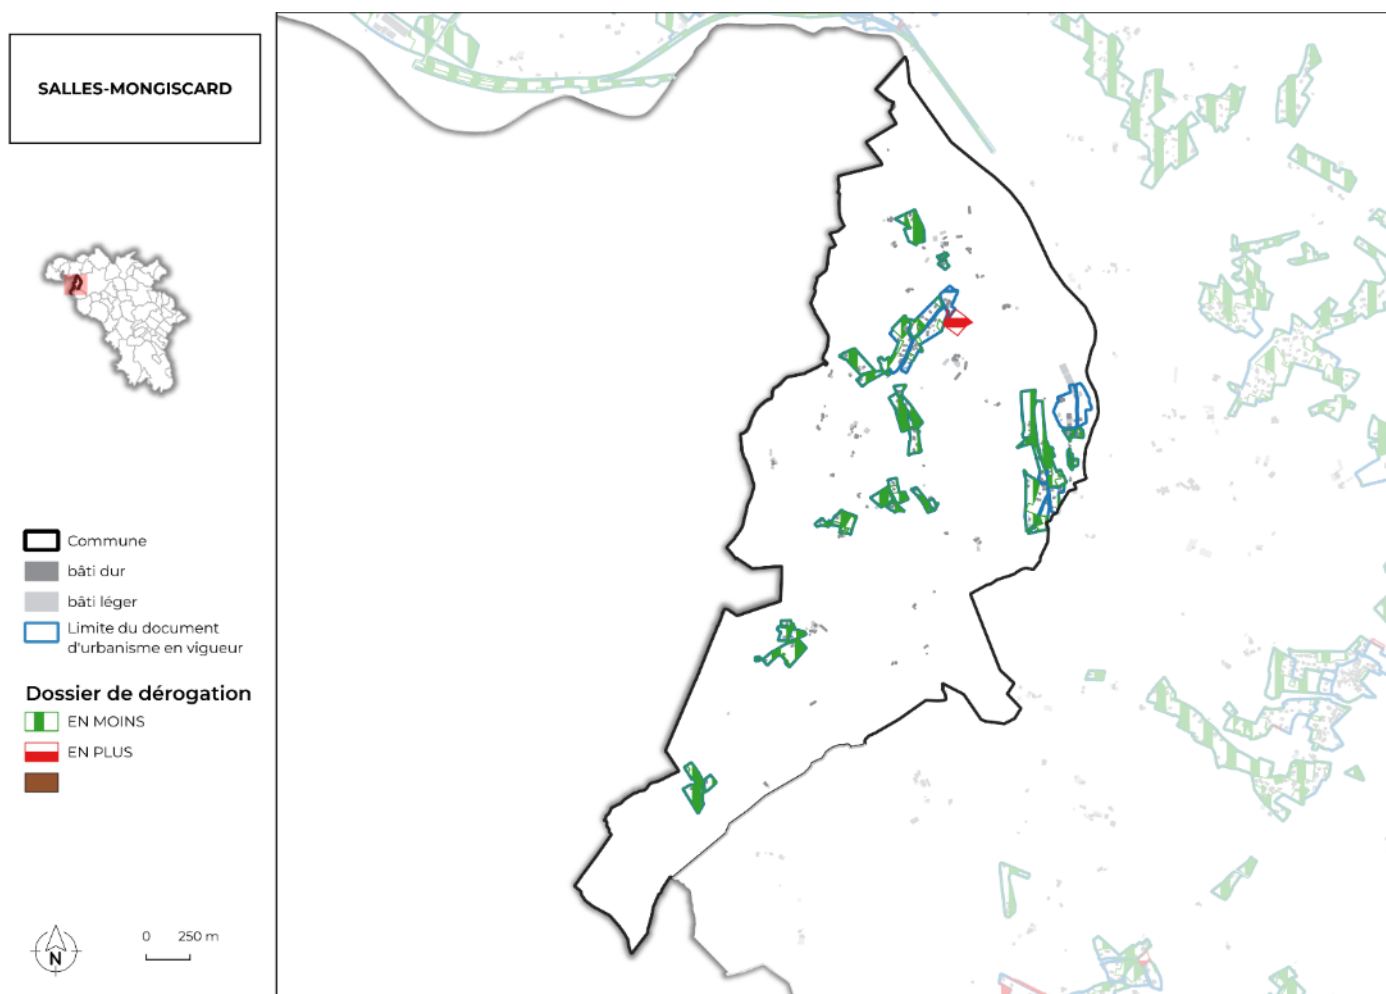 SALLES-MONGISCARD
Commune
bâti dur
bâti léger
Limite du document
d'urbanisme en vigueur
Dossier de dérogation
EN MOINS
EN PLUS
N
0 250 m